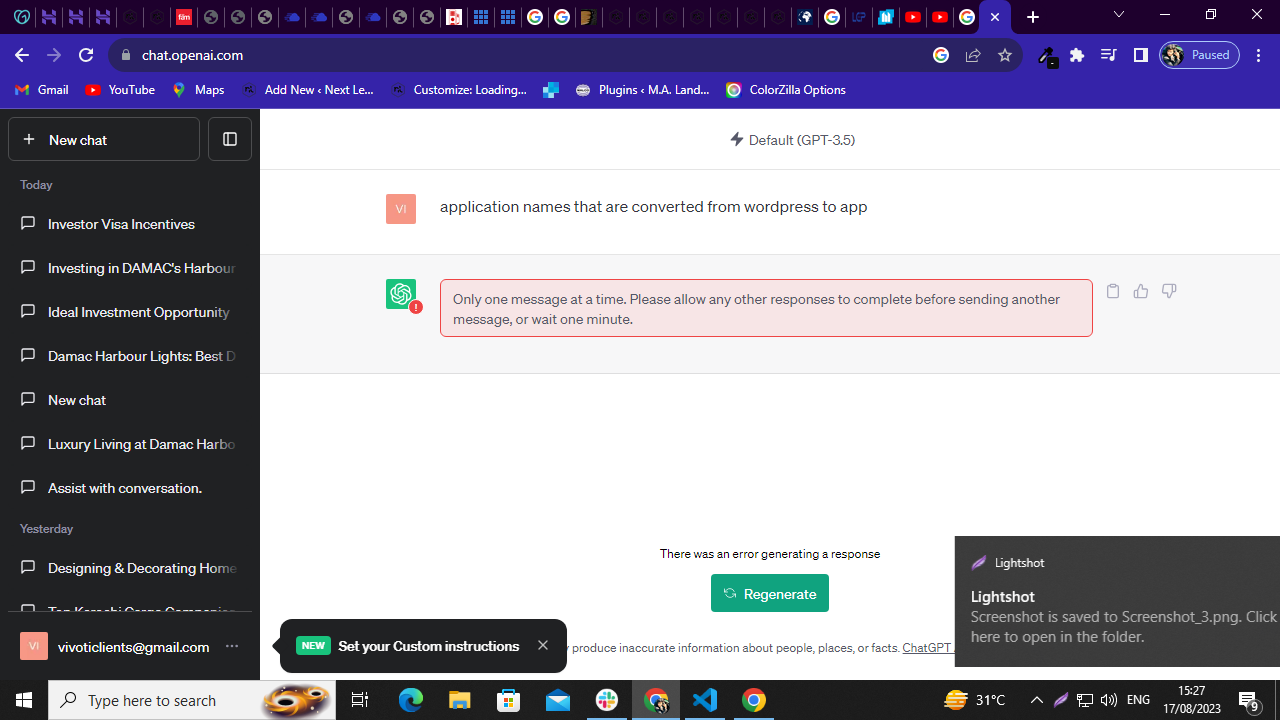 film
LCP
chat.openai.com
Paused
Gmail
YouTube
Maps
Add New ‹ Next Le...
Customize: Loading...
Plugins ‹ M.A. Land...
ColorZilla Options
New chat
Default (GPT-3.5)
Today
VI
application names that are converted from wordpress to app
Investor Visa Incentives
Investing in DAMAC's Harbour
Ideal Investment Opportunity
Damac Harbour Lights: Best D
New chat
Luxury Living at Damac Harbo
Assist with conversation.
Only one message at a time. Please allow any other responses to complete before sending another
message, or wait one minute.
Yesterday
Designing & Decorating Home
Top Karachi Cargo Companies
There was an error generating a response
Regenerate
Lightshot
Lightshot
Screenshot is saved to Screenshot_3.png. Click
here to open in the folder.
VI
vivoticlients@gmail.com
NEW
Set your Custom instructions
y produce inaccurate information about people, places, or facts. ChatGPT
Type here to search
31°C
ENG
15:27
17/08/2023
9